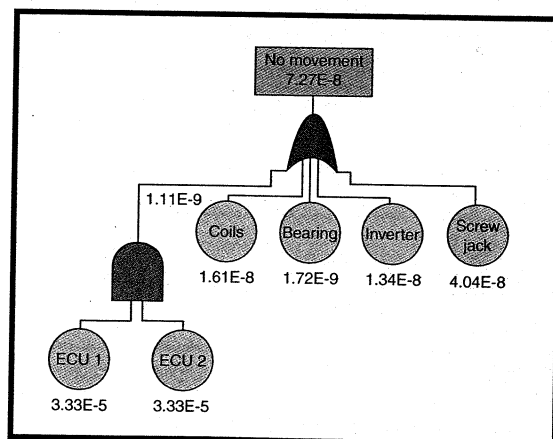 No movement
7.27E-8
1.11E-9
Coils
Bearing
Inverter
Screw
jack
1.61E-8
1.72E-9
1.34E-8
4.04E-8
ECU 1
ECU 2
3.33E-5
3.33E-5